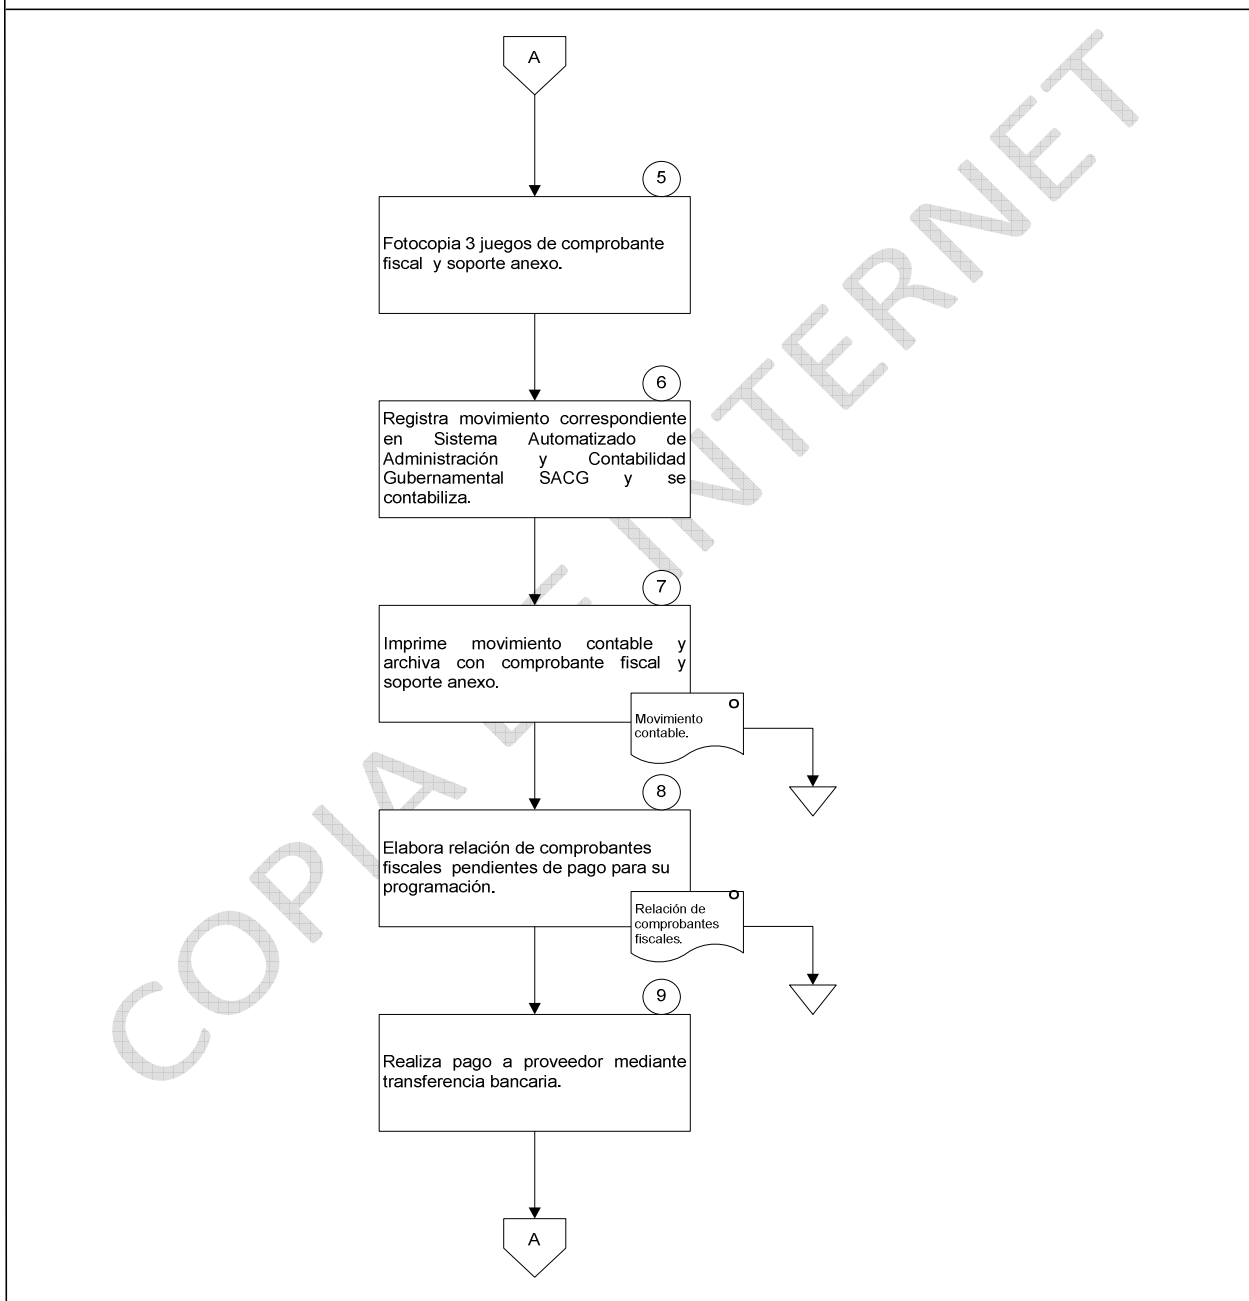 A
5
Fotocopia 3 juegos de comprobante
fiscal y soporte anexo.
6
Registra movimiento correspondiente
en Sistema Automatizado de
Administración y Contabilidad
Gubernamental SACG y se
contabiliza.
7
Imprime movimiento contable y
archiva con comprobante fiscal y
soporte anexo.
O
Movimiento
contable.
8
Elabora relación de comprobantes
fiscales pendientes de pago para su
programación.
O
Relación de
comprobantes
fiscales.
9
Realiza pago a proveedor mediante
transferencia bancaria.
A
COPIA DE INTERNET